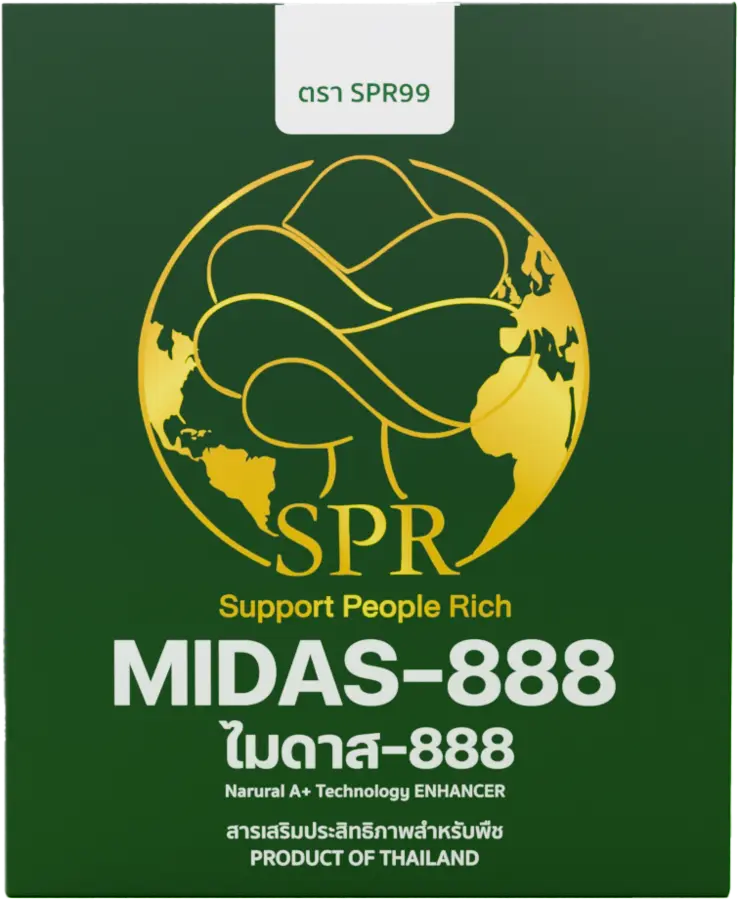 ตรา SPR99
SPR
Support People Rich
MIDAS-888
ไมดาส-888
Narural A+ Technology ENHANCER
สารเสริมประสิทธิภาพสำหรับพืช
PRODUCT OF THAILAND